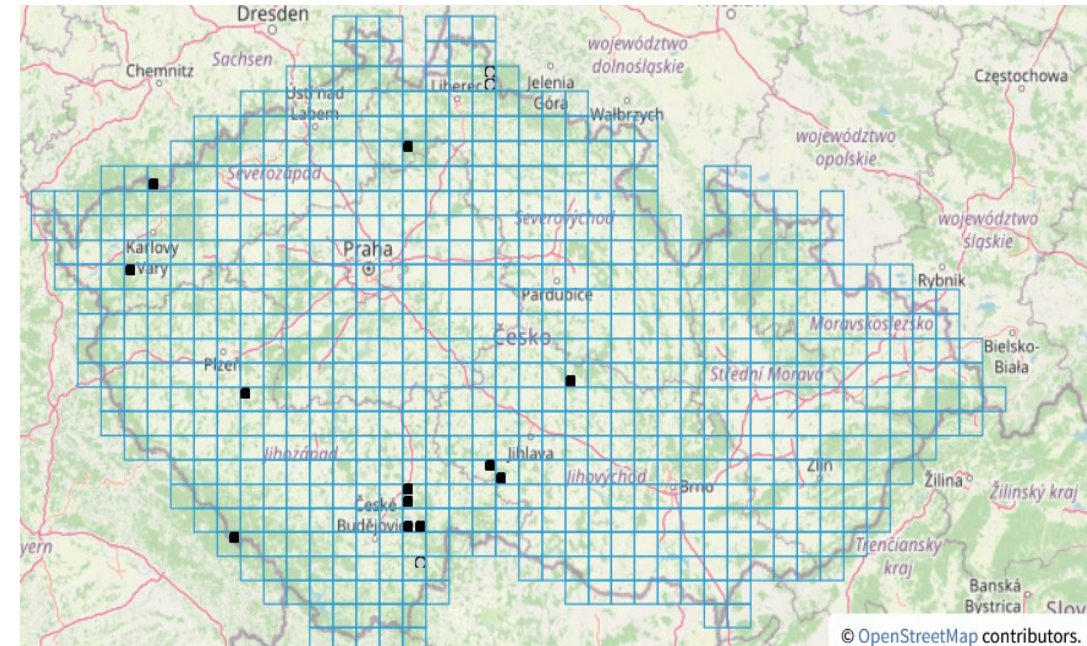 Dresden
Chemnitz
Sachsen
Liberec
Ústí nad
Labem
Jelenia
Góra
województwo
dolnośląskie
Wałbrzych
Częstochowa
województwo
opolskie
Severozápad
Severovýchod
Karlovy
Vary
Praha
Pardubice
województwo
śląskie
Rybnik
Česko
Moravskoslezsko
Bielsko-
Biała
Plzeň
Střední Morava
Jihozápad
Jihlava
Jihovýchod
Brno
Zlín
Žilina
Žilinský kraj
České
Budějovic
Trenčiansky
kraj
yern
Banská
Bystrica
Slov
© OpenStreetMap contributors.